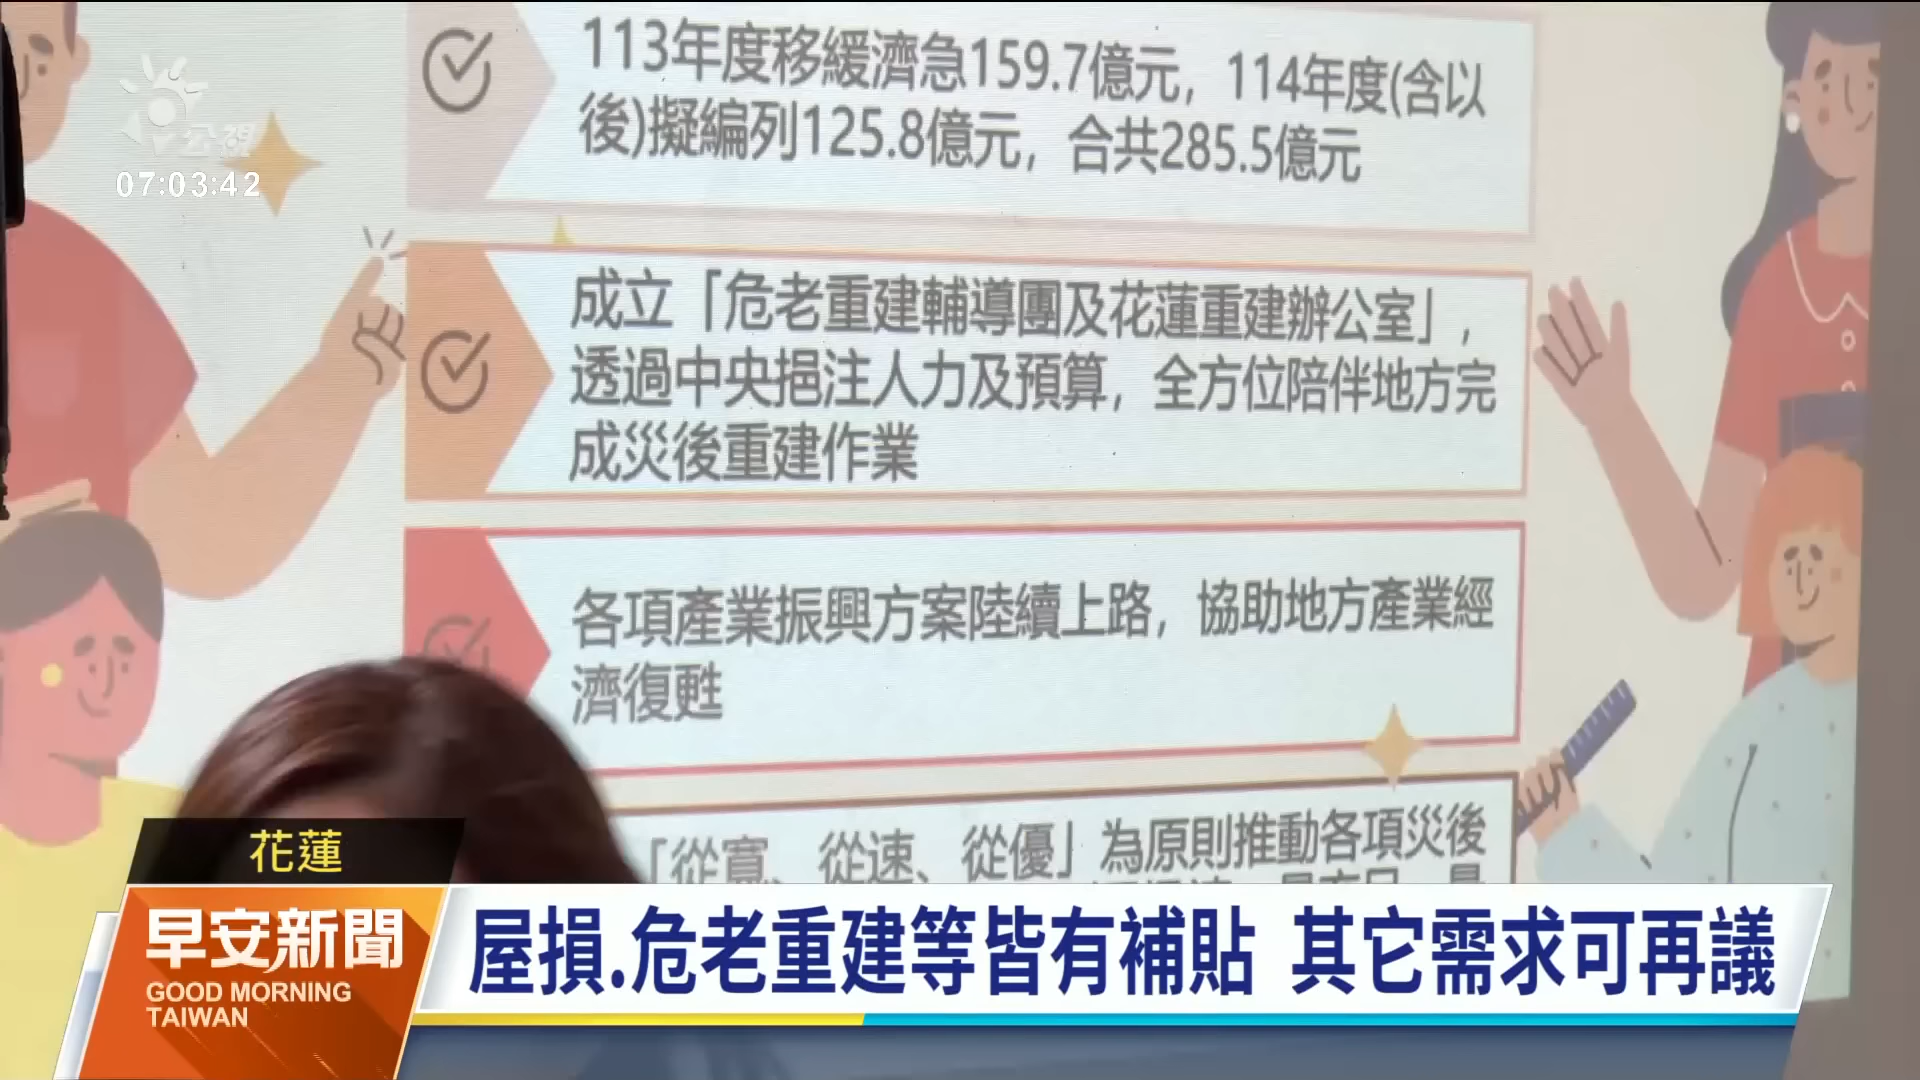 113年度移緩濟急159.7億元，114年度(含以
後)擬編列125.8億元，合共285.5億元
公視
07:03:42
成立「危老重建輔導團及花蓮重建辦公室」，
透過中央挹注人力及預算，全方位陪伴地方完
成災後重建作業
各項產業振興方案陸續上路，協助地方產業經
濟復甦
「從寬、從速、從優」為原則推動各項災後
花蓮
早安新聞
GOOD MORNING
TAIWAN
屋損.危老重建等皆有補貼 其它需求可再議